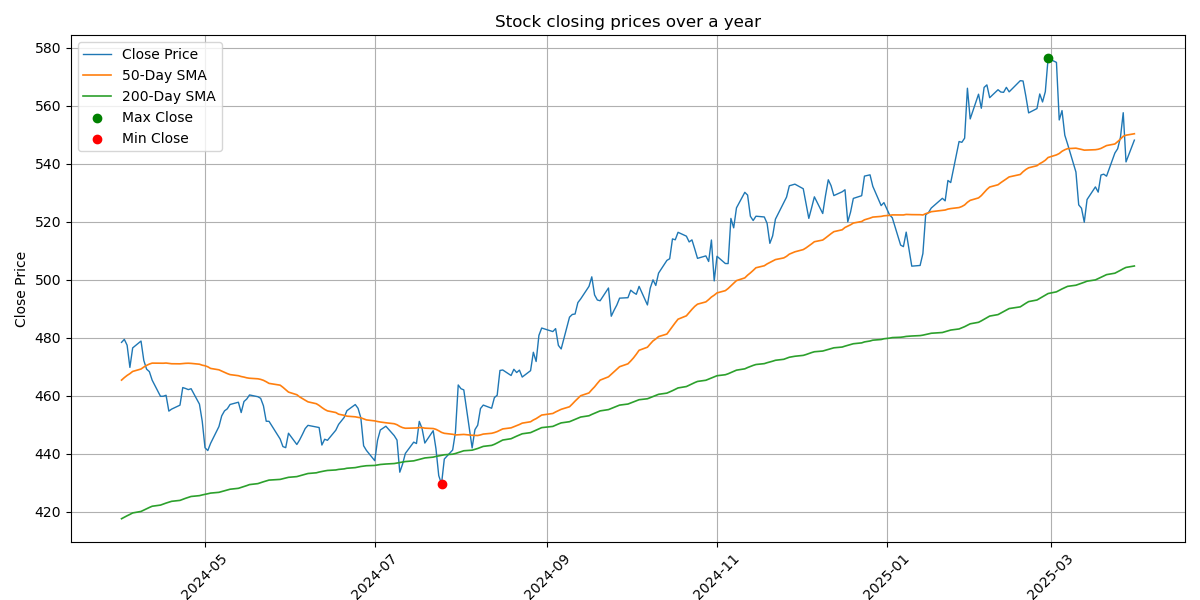 Stock closing prices over a year
Close Price
50-Day SMA
200-Day SMA
Max Close
Min Close
Close Price
580
560
540
520
500
480
460
440
420
2024-05
2024-07
2024-09
2024-11
2025-01
2025-03